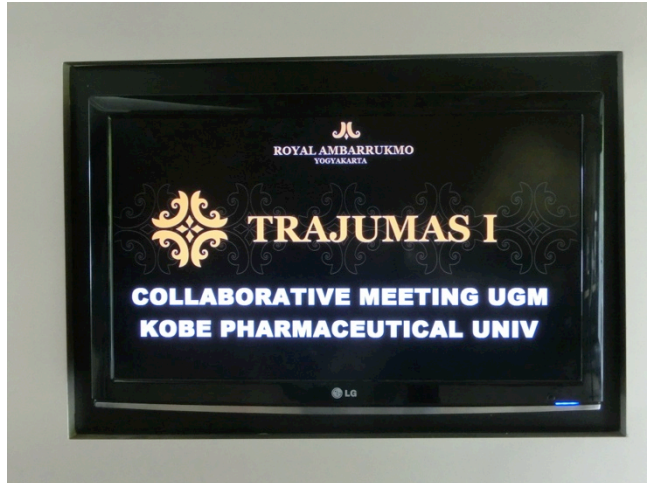 ROYAL AMBARRUKMO
YOGYAKARTA
TRAJUMAS I
COLLABORATIVE MEETING UGM
KOBE PHARMACEUTICAL UNIV
LG